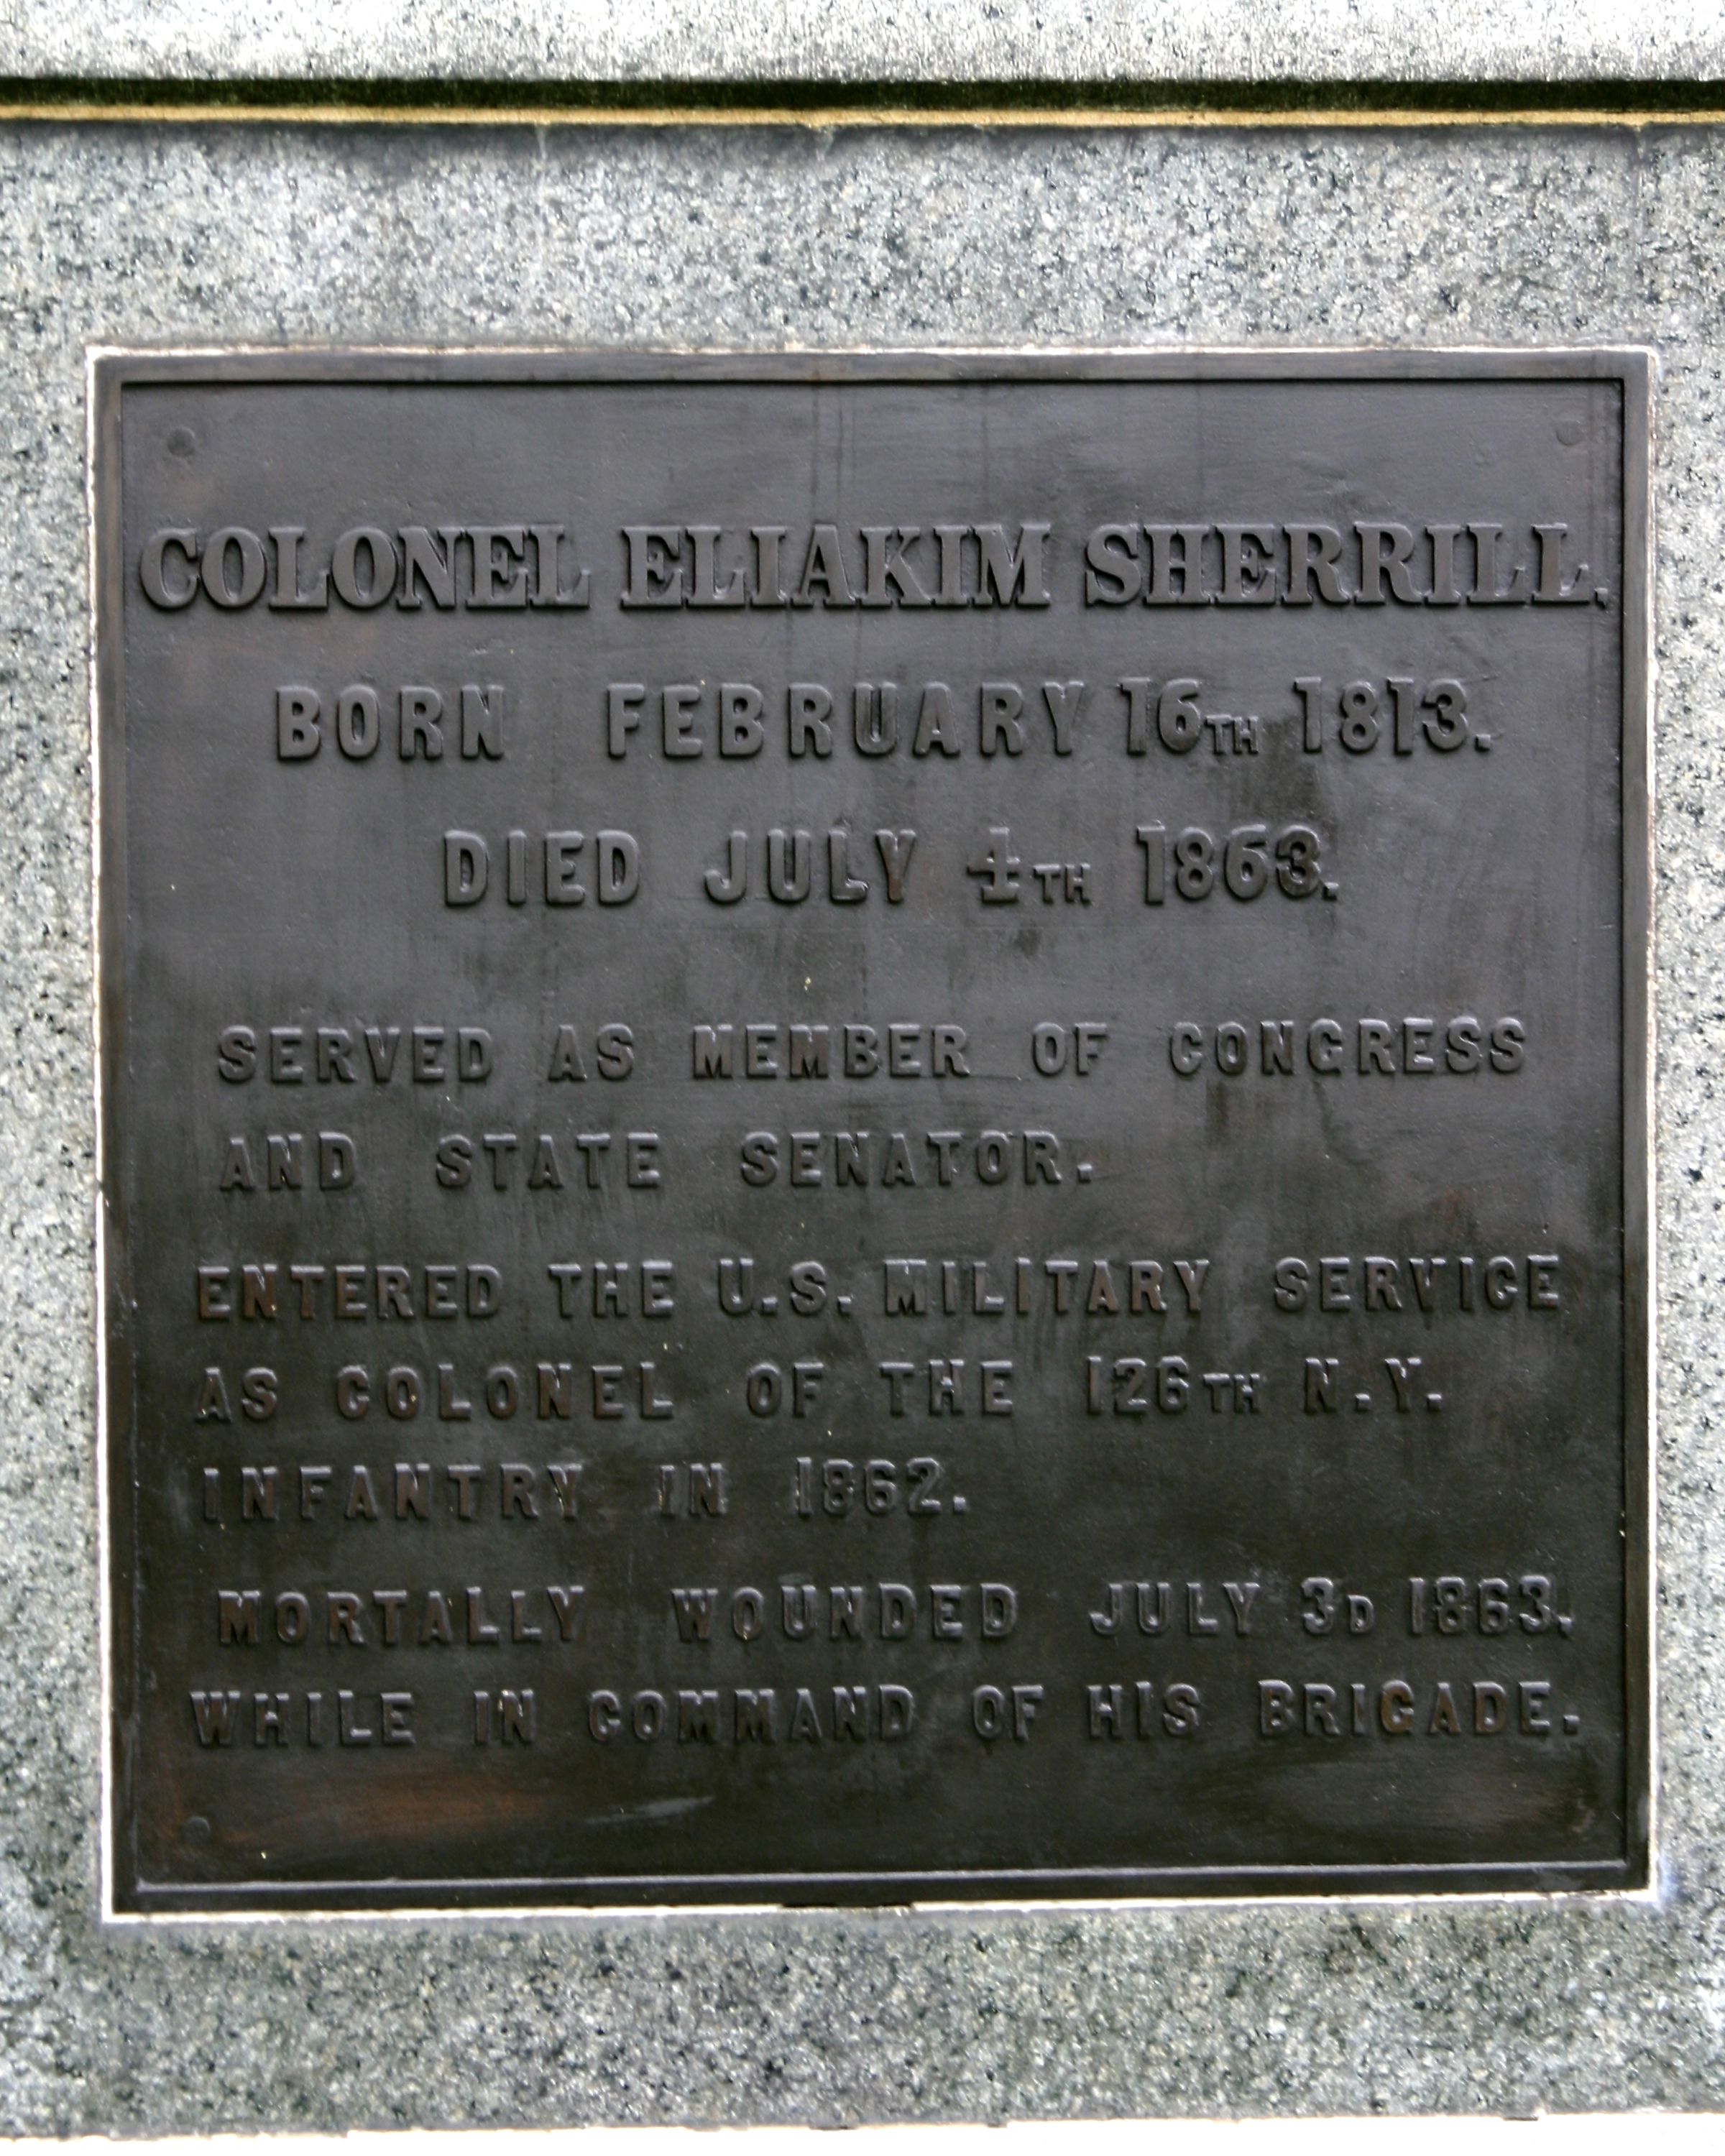 COLONEL ELIAKIM SHERRILL.
BORN FEBRUARY 16TH 1813.
DIED JULY 4TH 1863.
SERVED AS MEMBER OF CONGRESS
AND STATE SENATOR.
ENTERED THE U.S. MILITARY SERVICE
AS COLONEL OF THE 126TH N.Y.
INFANTRY IN 1862.
MORTALLY WOUNDED JULY 3D 1863.
WHILE IN COMMAND OF HIS BRIGADE.